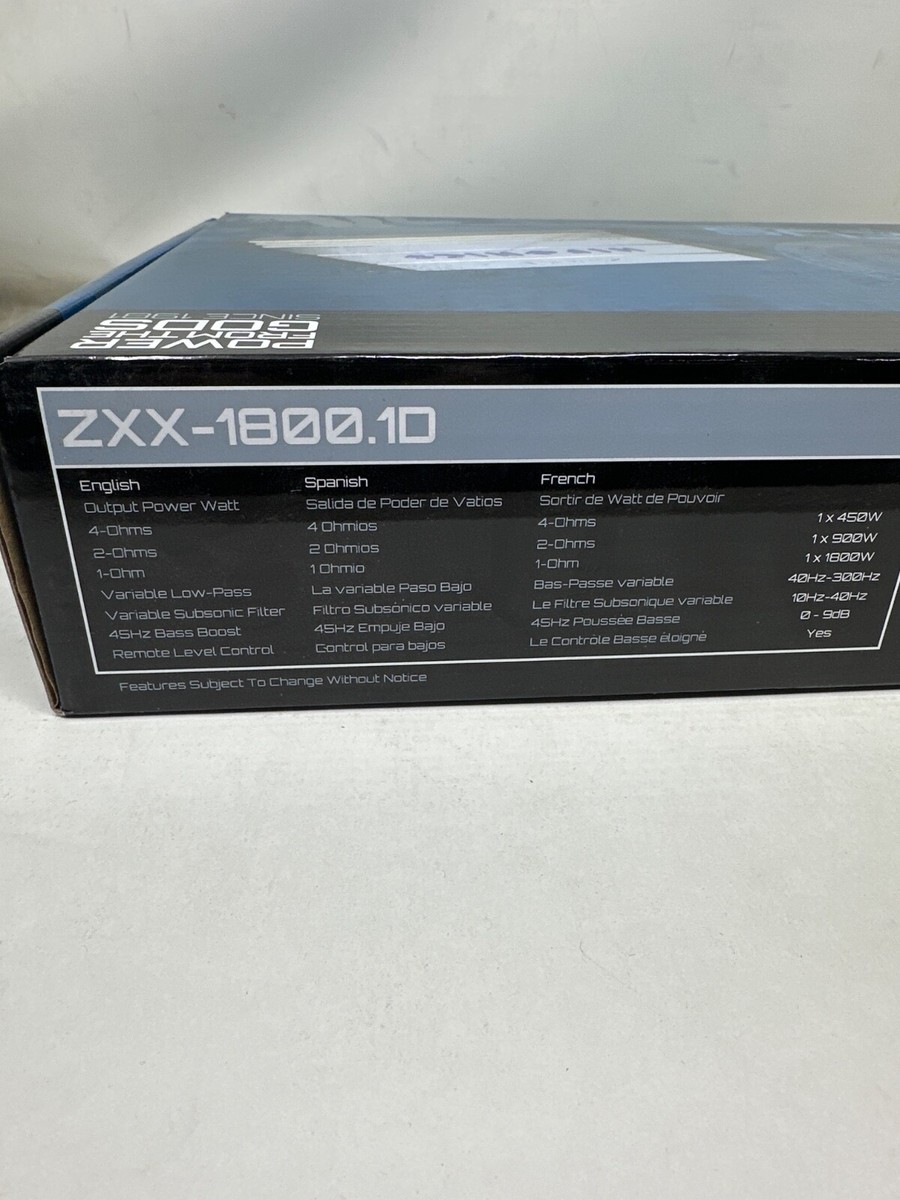 THE POWER
FROM THE
GODS
SINCE 1901
ZXX-1800.1D
English Spanish French
Output Power Watt Salida de Poder de Vatios Sortir de Watt de Pouvoir
4-Ohms 4 Ohmios 4-Ohms 1 x 450W
2-Ohms 2 Ohmios 2-Ohms 1 x 900W
1-Ohm 1 Ohmio 1-Ohm 1 x 1800W
Variable Low-Pass La variable Paso Bajo Bas-Passe variable 40Hz-300Hz
Variable Subsonic Filter Filtro Subsónico variable Le Filtre Subsonique variable 10Hz-40Hz
45Hz Bass Boost 45Hz Empuje Bajo 45Hz Poussée Basse 0 - 9dB
Remote Level Control Control para bajos Le Contrôle Basse éloigné Yes
Features Subject To Change Without Notice